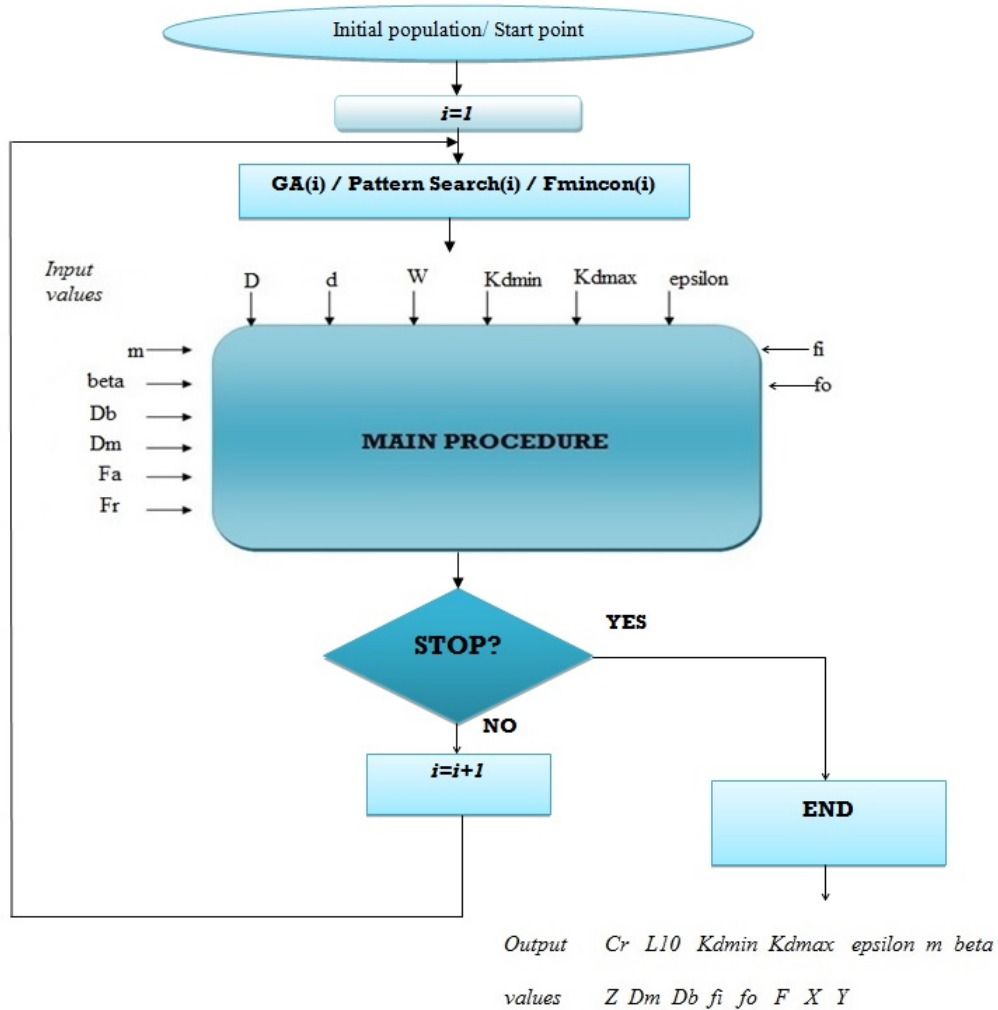 Initial population/ Start point
i=1
GA(i) / Pattern Search(i) / Fmincon(i)
Input
values
D d W Kdmin Kdmax epsilon
m
beta
Db
Dm
Fa
Fr
fi
fo
MAIN PROCEDURE
STOP?
YES
NO
i=i+1
END
Output Cr L10 Kdmin Kdmax epsilon m beta
values Z Dm Db fi fo F X Y